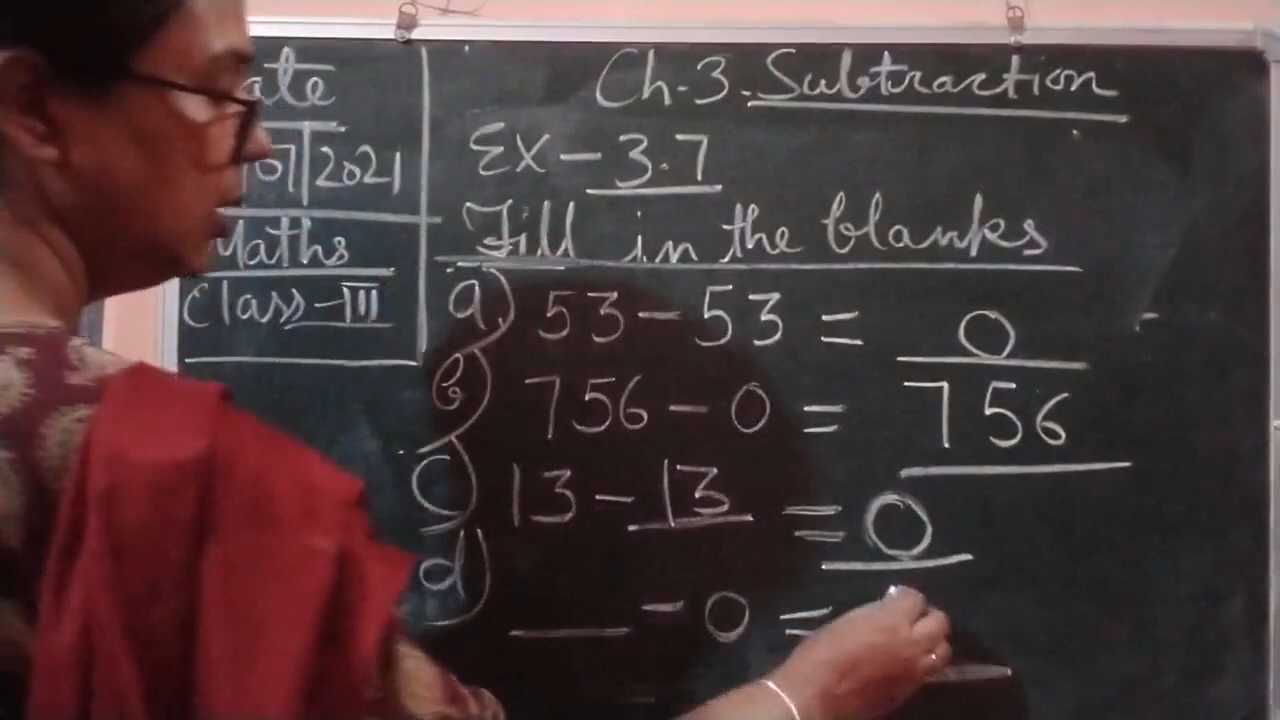 ate
07/2021
Maths
Class-III
Ch.3. Subtraction
EX-3.7
Fill in the blanks
a) 53-53 = 0
b) 756-0 = 756
c) 13-13 = 0
d) ___ - 0 =